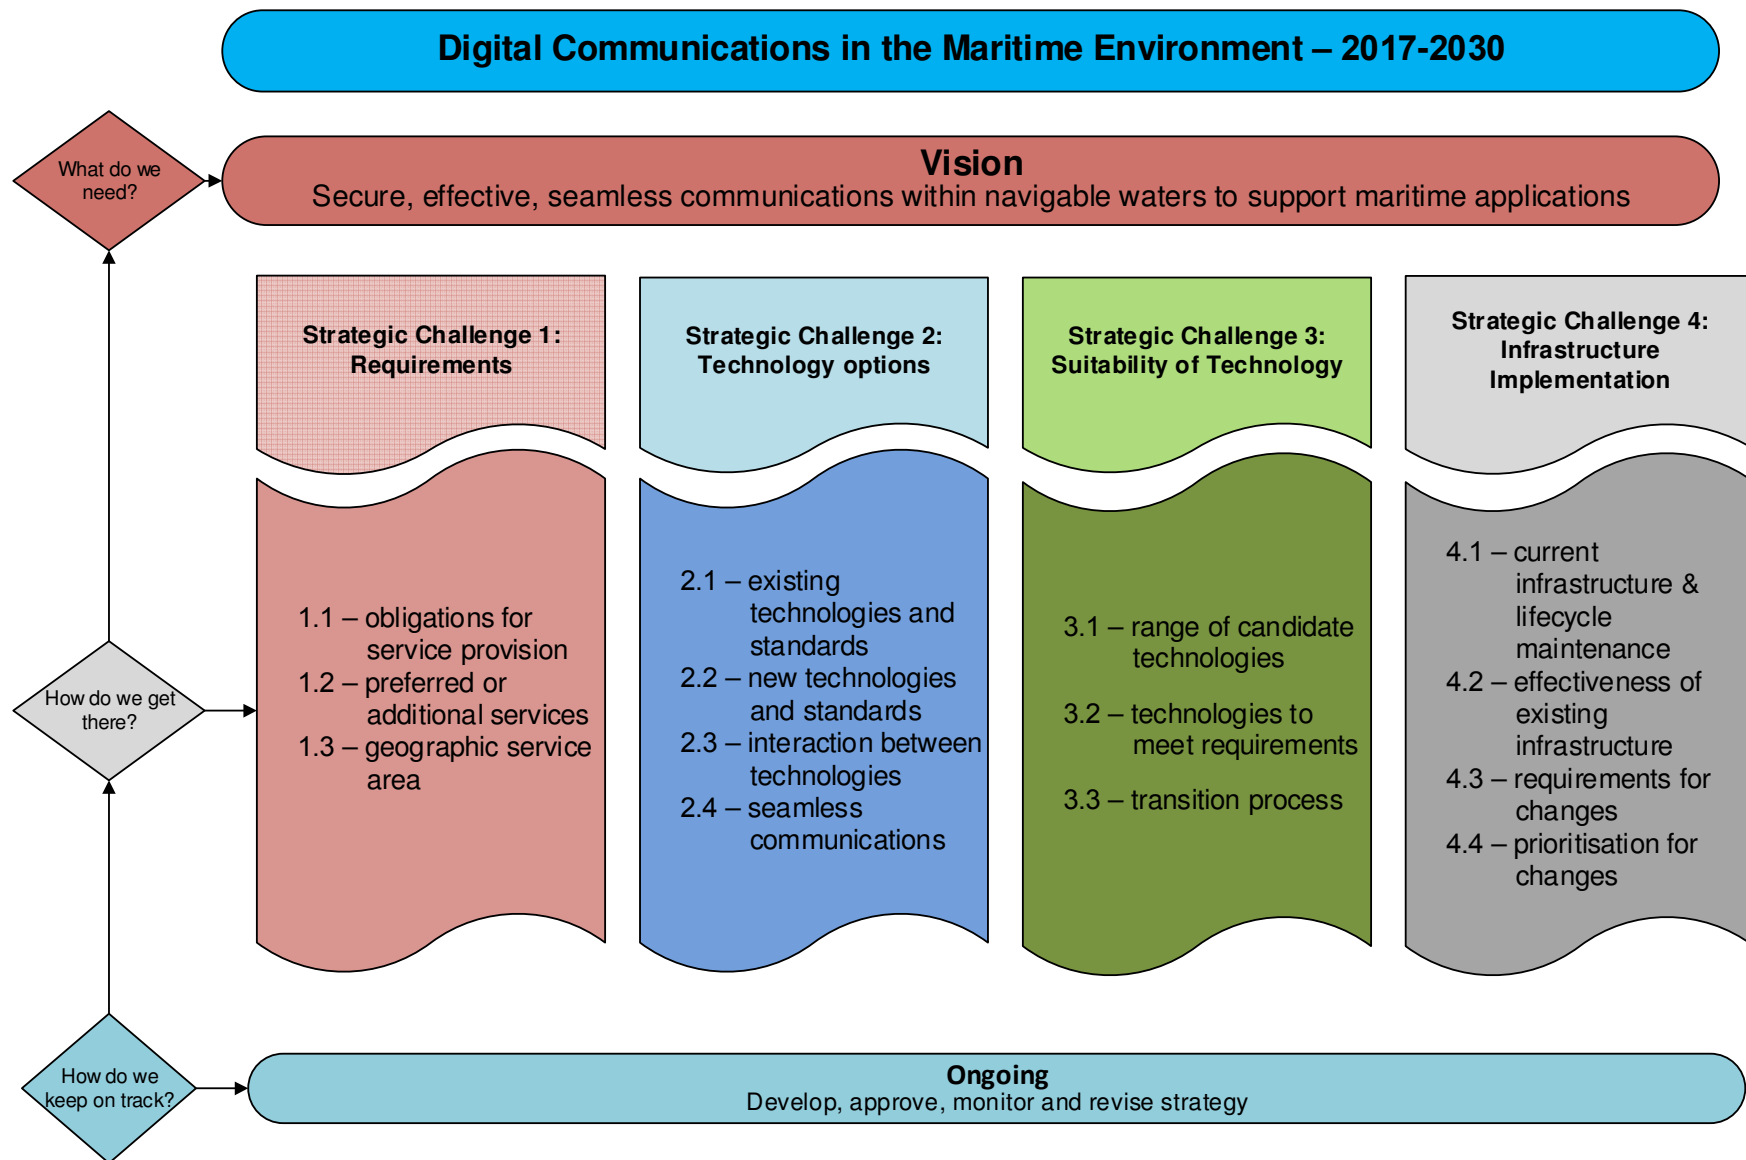 Digital Communications in the Maritime Environment – 2017-2030
What do we
need?
Vision
Secure, effective, seamless communications within navigable waters to support maritime applications
Strategic Challenge 1:
Requirements
Strategic Challenge 2:
Technology options
Strategic Challenge 3:
Suitability of Technology
Strategic Challenge 4:
Infrastructure
Implementation
How do we get
there?
1.1 – obligations for
service provision
1.2 – preferred or
additional services
1.3 – geographic service
area
2.1 – existing
technologies and
standards
2.2 – new technologies
and standards
2.3 – interaction between
technologies
2.4 – seamless
communications
3.1 – range of candidate
technologies
3.2 – technologies to
meet requirements
3.3 – transition process
4.1 – current
infrastructure &
lifecycle
maintenance
4.2 – effectiveness of
existing
infrastructure
4.3 – requirements for
changes
4.4 – prioritisation for
changes
How do we
keep on track?
Ongoing
Develop, approve, monitor and revise strategy